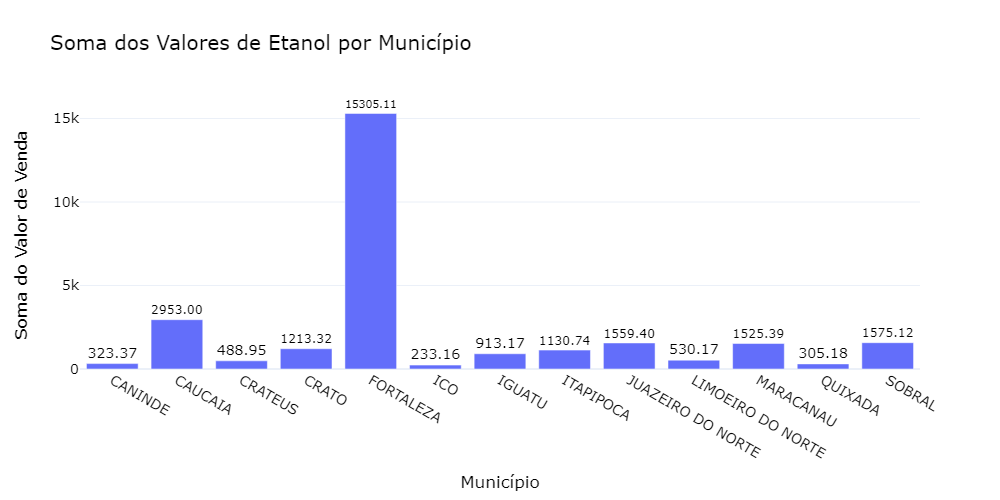 Soma dos Valores de Etanol por Município
Soma do Valor de Venda
15k
10k
5k
0
323.37
2953.00
488.95
1213.32
15305.11
233.16
913.17
1130.74
1559.40
530.17
1525.39
305.18
1575.12
CANINDE
CAUCAIA
CRATEUS
CRATO
FORTALEZA
ICO
IGUATU
ITAPIPOCA
JUAZEIRO DO NORTE
LIMOEIRO DO NORTE
MARACANAU
QUIXADA
SOBRAL
Município